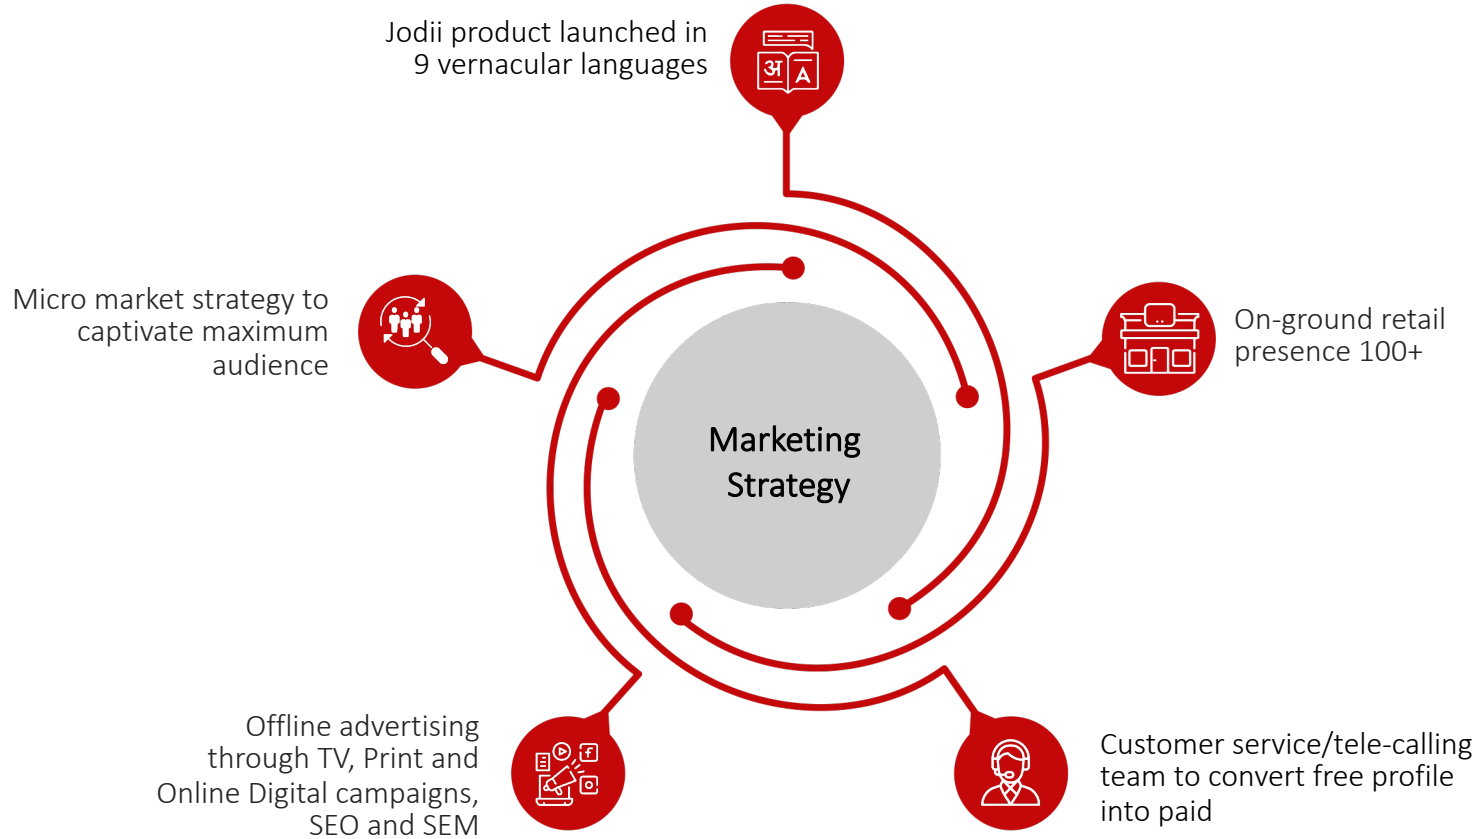 Jodii product launched in
9 vernacular languages
अ
A
Micro market strategy to
captivate maximum
audience
On-ground retail
presence 100+
Marketing
Strategy
Offline advertising
through TV, Print and
Online Digital campaigns,
SEO and SEM
f
Customer service/tele-calling
team to convert free profile
into paid